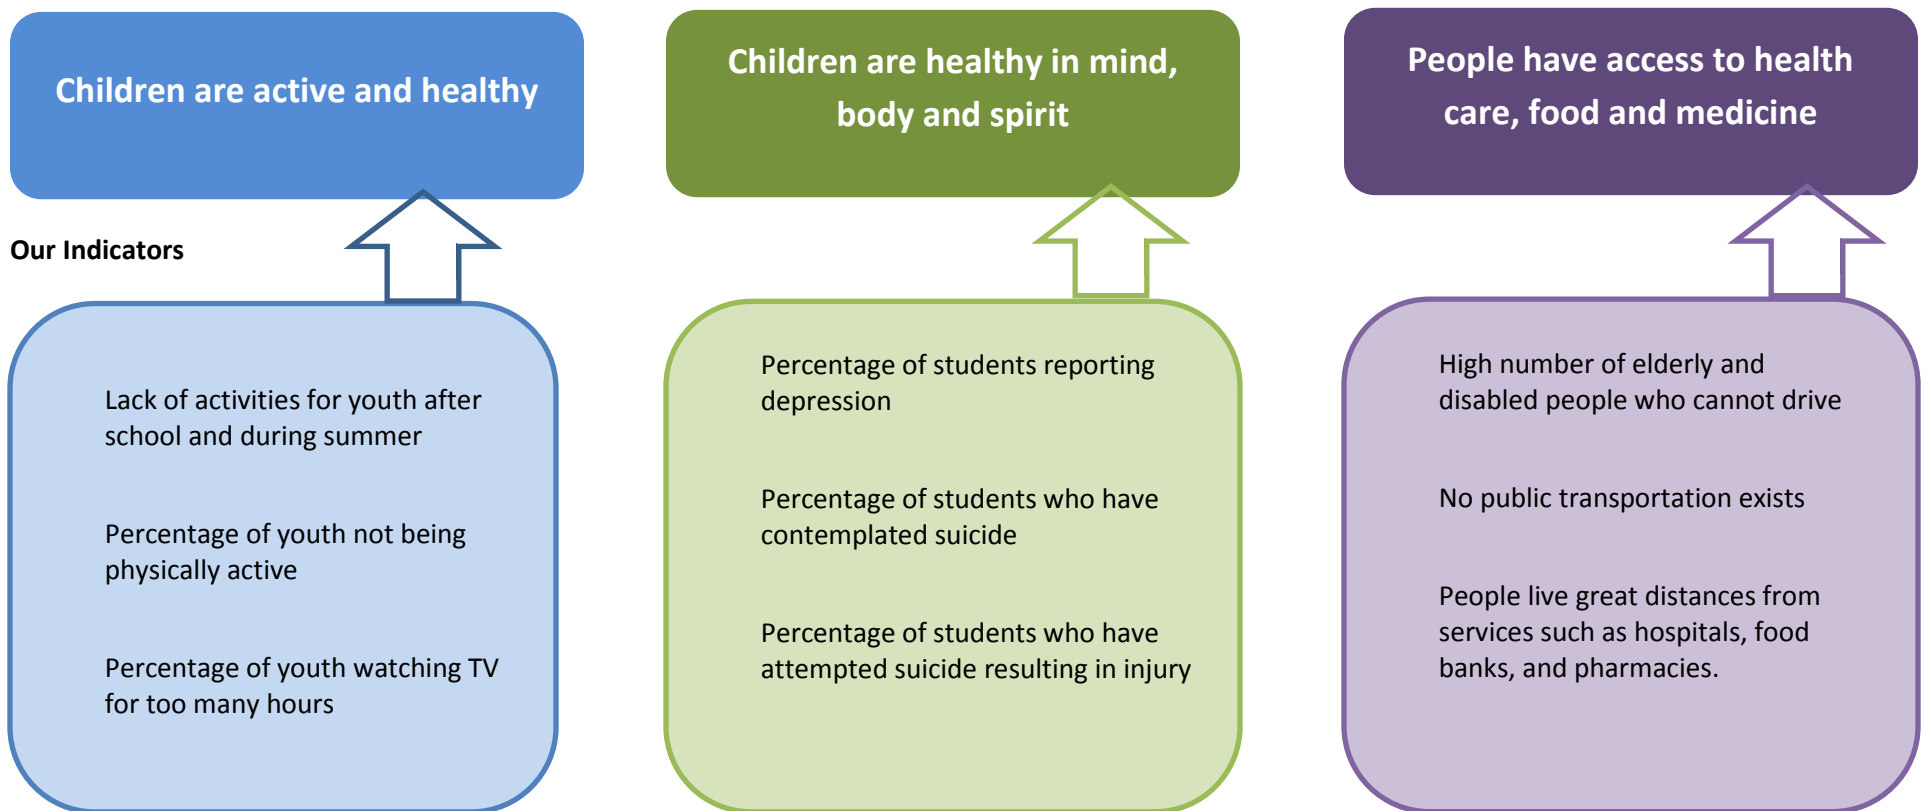 Children are active and healthy
Children are healthy in mind,
body and spirit
People have access to health
care, food and medicine
Our Indicators
Lack of activities for youth after
school and during summer
Percentage of youth not being
physically active
Percentage of youth watching TV
for too many hours
Percentage of students reporting
depression
Percentage of students who have
contemplated suicide
Percentage of students who have
attempted suicide resulting in injury
High number of elderly and
disabled people who cannot drive
No public transportation exists
People live great distances from
services such as hospitals, food
banks, and pharmacies.